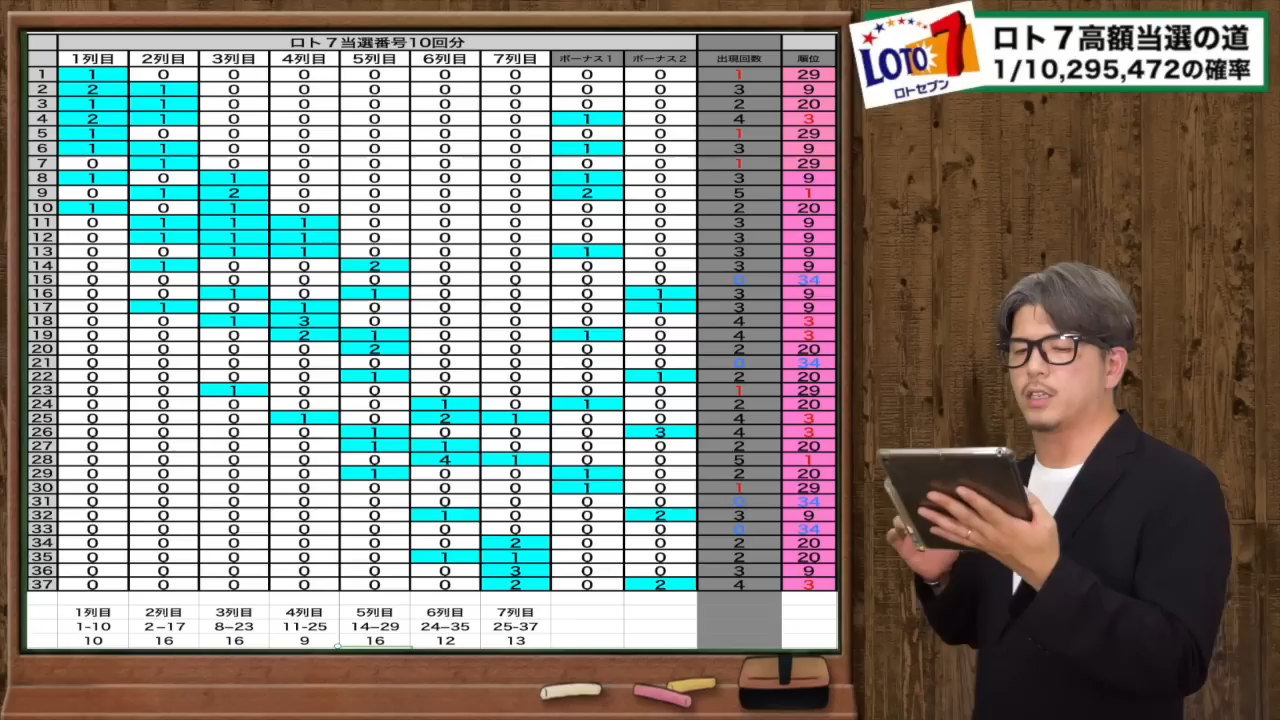 ロト７当選番号10回分
1列目 2列目 3列目 4列目 5列目 6列目 7列目 ボーナス1 ボーナス2 出現回数 順位
1 1 0 0 0 0 0 0 0 0 1 29
2 2 1 0 0 0 0 0 0 0 3 9
3 1 1 0 0 0 0 0 0 0 2 20
4 2 1 0 0 0 0 0 1 0 4 3
5 1 0 0 0 0 0 0 0 0 1 29
6 1 1 0 0 0 0 0 1 0 3 9
7 0 1 0 0 0 0 0 0 0 1 29
8 1 0 1 0 0 0 0 1 0 3 9
9 0 1 2 0 0 0 0 2 0 5 1
10 1 0 1 0 0 0 0 0 0 2 20
11 0 1 1 1 0 0 0 0 0 3 9
12 0 1 1 1 0 0 0 0 0 3 9
13 0 0 1 1 0 0 0 1 0 3 9
14 0 1 0 0 2 0 0 0 0 3 9
15 0 0 0 0 0 0 0 0 0 0 34
16 0 0 1 0 1 0 0 0 1 3 9
17 0 1 0 1 0 0 0 0 1 3 9
18 0 0 1 3 0 0 0 0 0 4 3
19 0 0 0 2 1 0 0 1 0 4 3
20 0 0 0 0 2 0 0 0 0 2 20
21 0 0 0 0 0 0 0 0 0 0 34
22 0 0 0 0 1 0 0 0 1 2 20
23 0 0 1 0 0 0 0 0 0 1 29
24 0 0 0 0 0 1 0 1 0 2 20
25 0 0 0 1 0 2 1 0 0 4 3
26 0 0 0 0 1 0 0 0 3 4 3
27 0 0 0 0 1 1 0 0 0 2 20
28 0 0 0 0 0 4 1 0 0 5 1
29 0 0 0 0 1 0 0 1 0 2 20
30 0 0 0 0 0 0 0 1 0 1 29
31 0 0 0 0 0 0 0 0 0 0 34
32 0 0 0 0 0 1 0 0 2 3 9
33 0 0 0 0 0 0 0 0 0 0 34
34 0 0 0 0 0 0 2 0 0 2 20
35 0 0 0 0 0 1 1 0 0 2 20
36 0 0 0 0 0 0 3 0 0 3 9
37 0 0 0 0 0 0 2 0 2 4 3
1列目 2列目 3列目 4列目 5列目 6列目 7列目
1-10 2–17 8–23 11-25 14–29 24–35 25-37
10 16 16 9 16 12 13
LOTO 7
ロトセブン
ロト７高額当選の道
1/10,295,472の確率